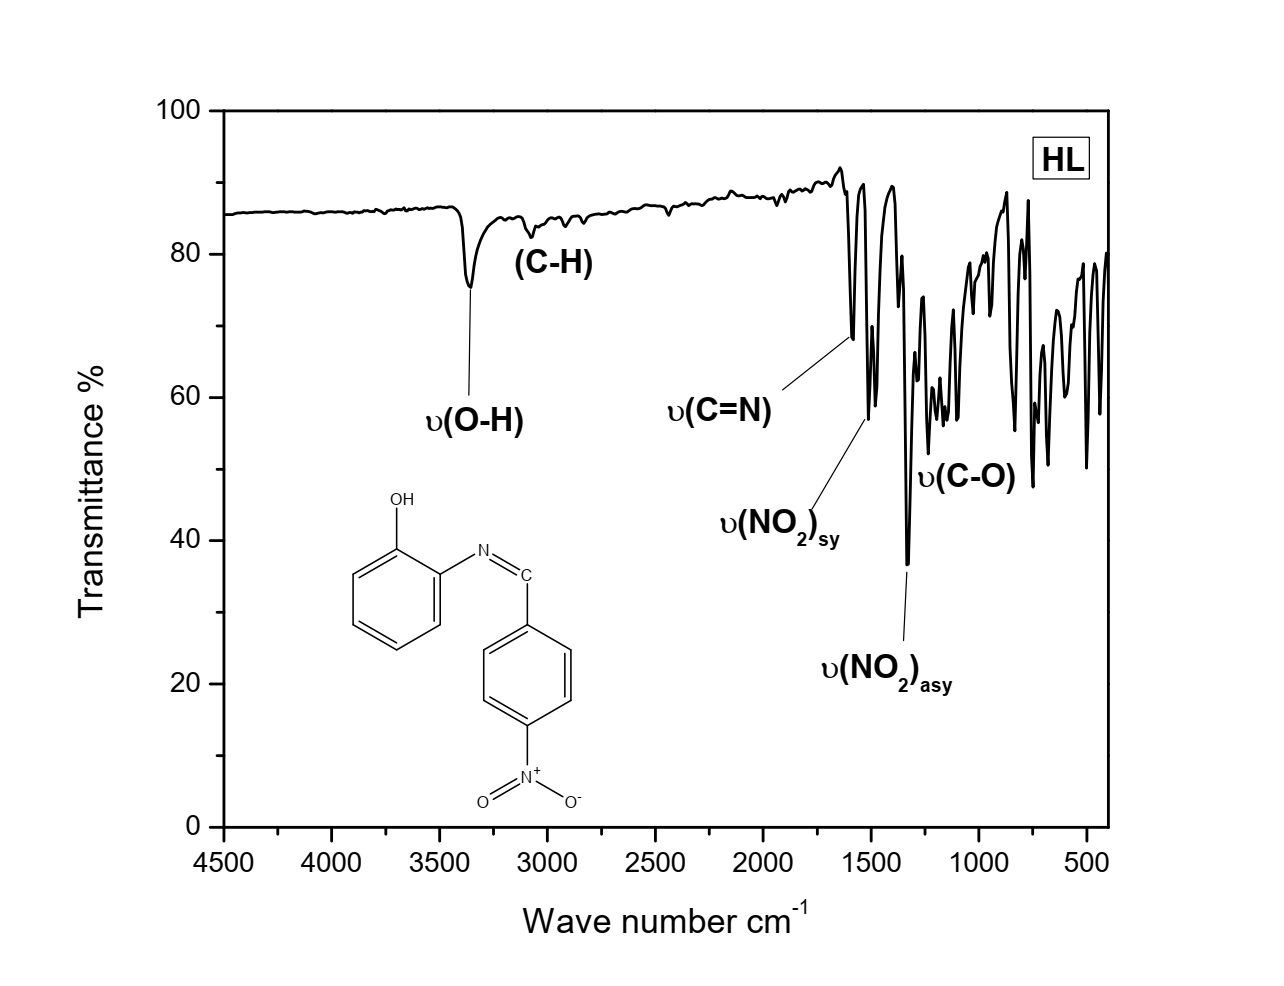 100
HL
80
(C-H)
60
υ(O-H)
υ(C=N)
υ(C-O)
υ(NO2)sy
40
υ(NO2)asy
20
0
OH
N
C
N+
O
O-
Transmittance %
4500 4000 3500 3000 2500 2000 1500 1000 500
Wave number cm-1